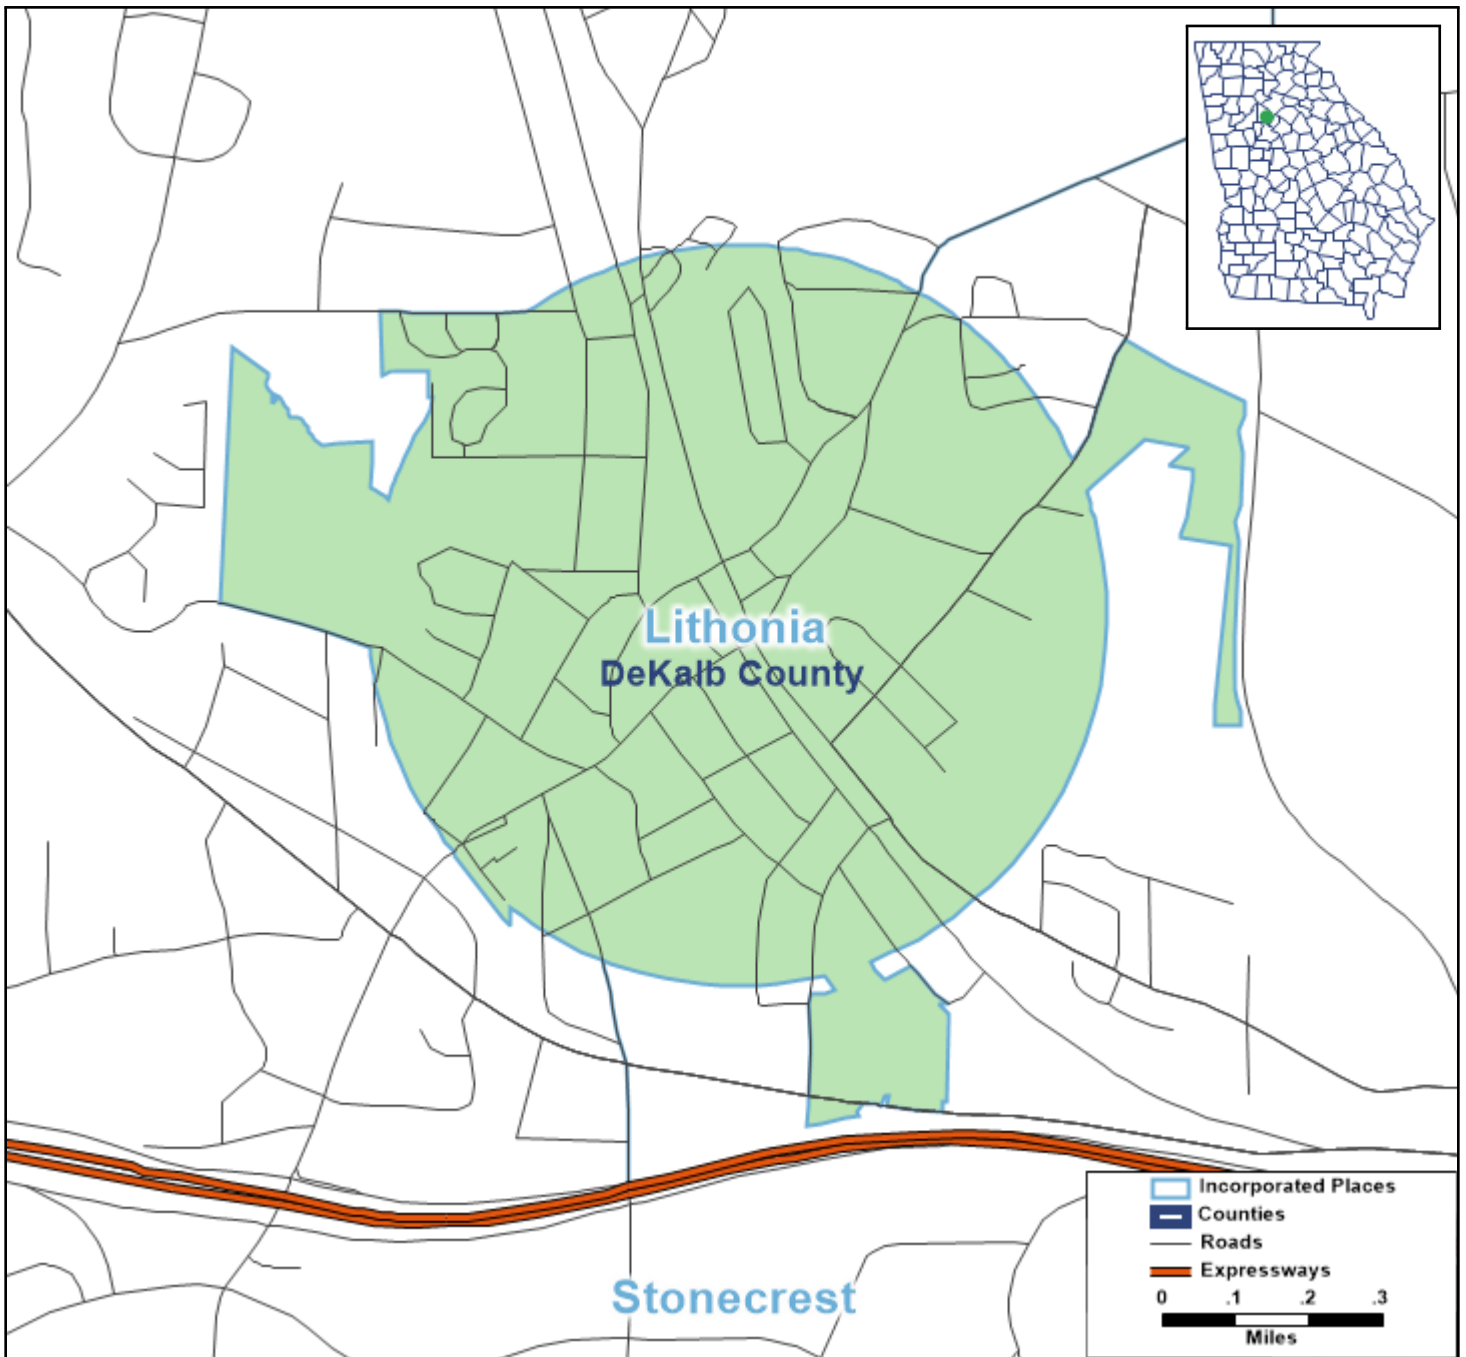 Lithonia
DeKalb County
Stonecrest
Incorporated Places
Counties
Roads
Expressways
0 .1 .2 .3
Miles